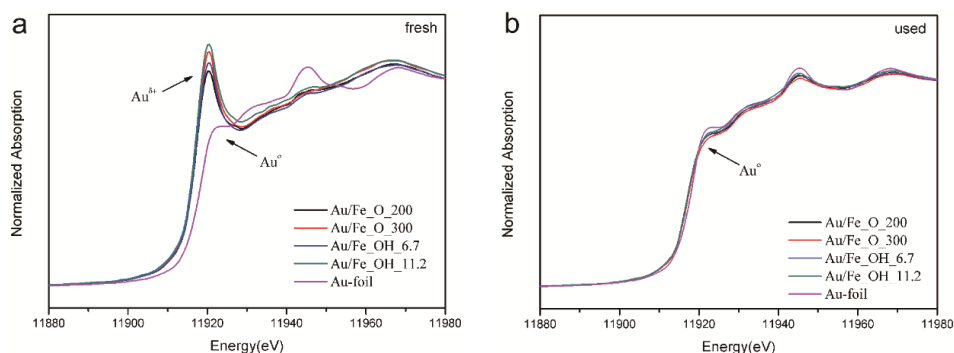 a
fresh
Au^δ+
Au^o
Normalized Absorption
Au/Fe_O_200
Au/Fe_O_300
Au/Fe_OH_6.7
Au/Fe_OH_11.2
Au-foil
11880 11900 11920 11940 11960 11980
Energy(eV)
b
used
Au^o
Normalized Absorption
Au/Fe_O_200
Au/Fe_O_300
Au/Fe_OH_6.7
Au/Fe_OH_11.2
Au-foil
11880 11900 11920 11940 11960 11980
Energy(eV)